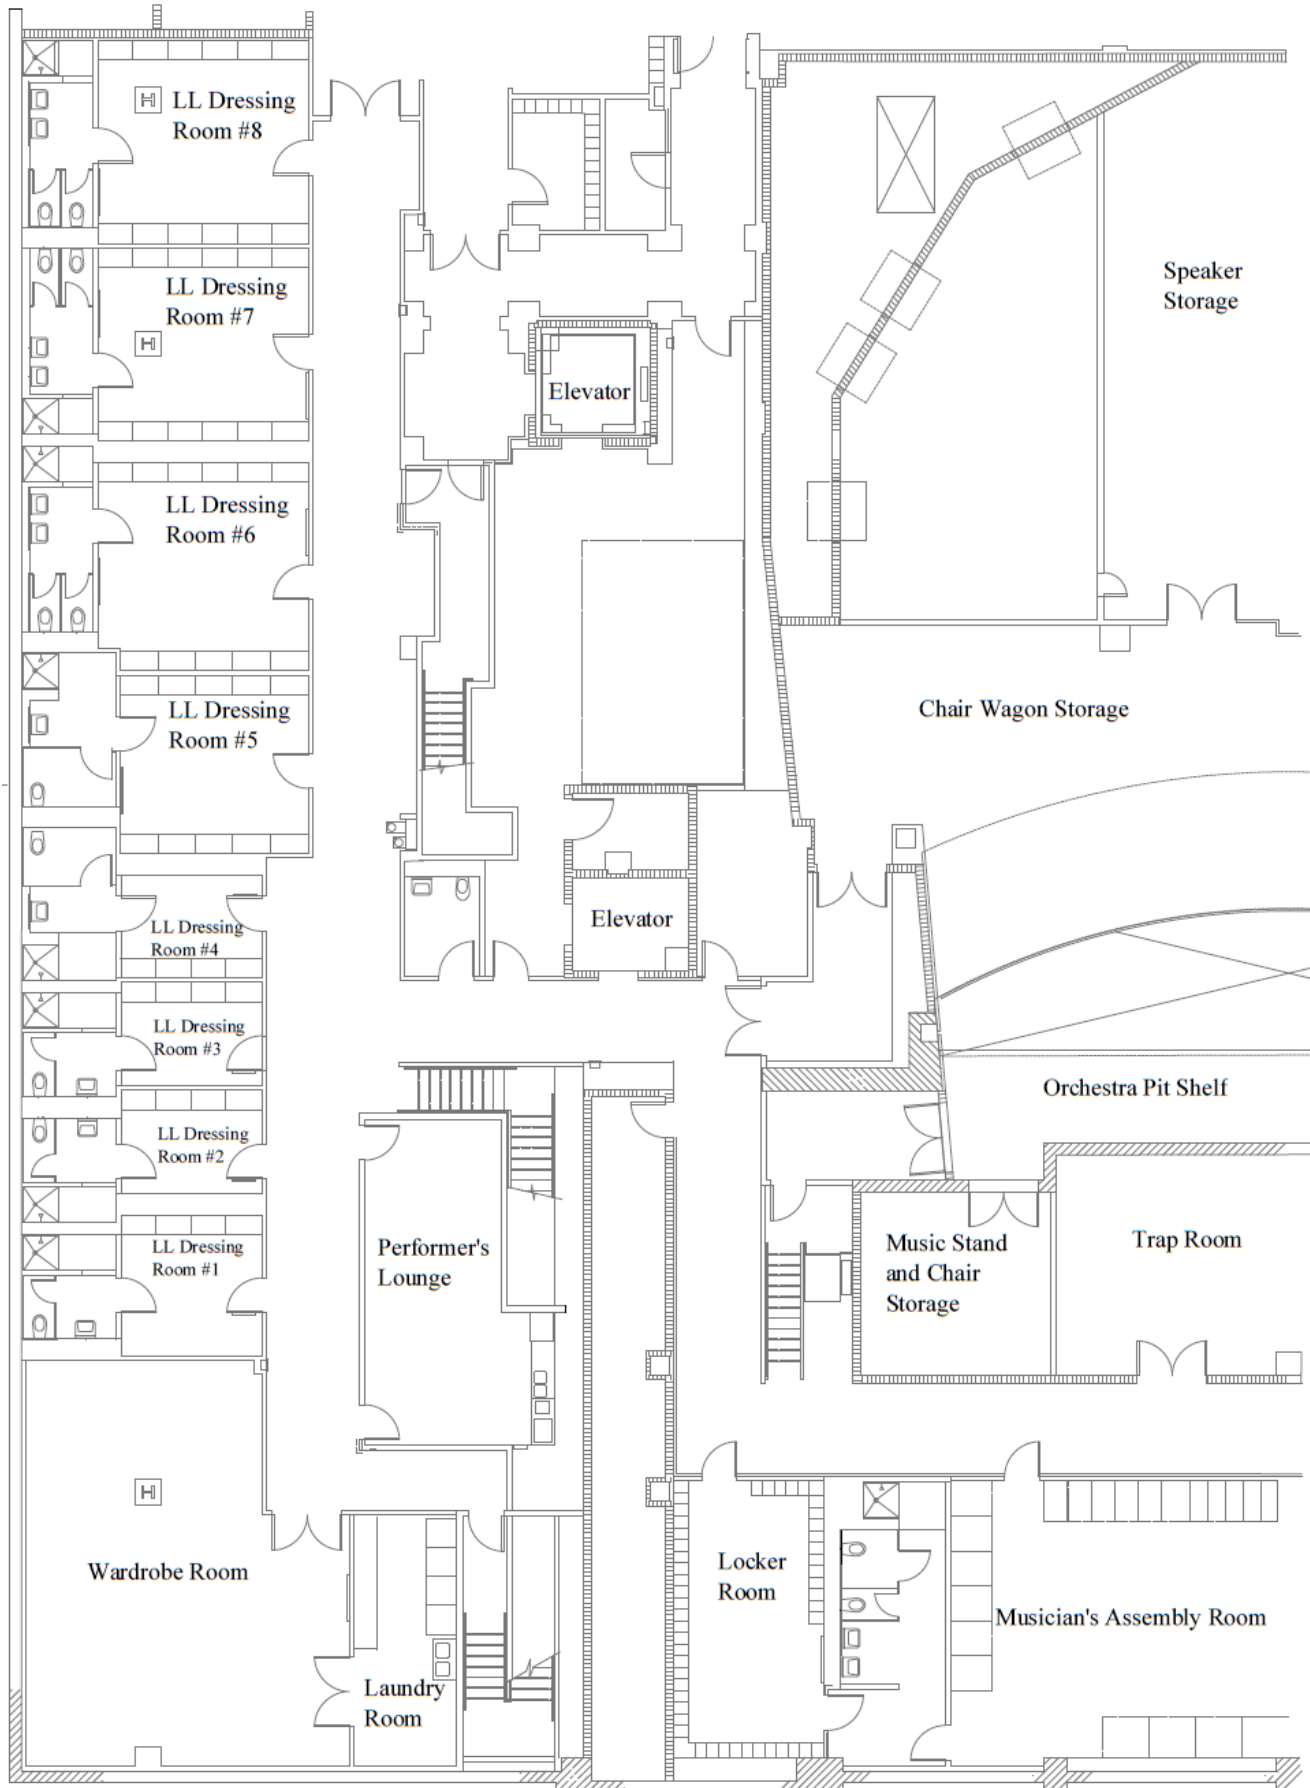 LL Dressing
Room #8
LL Dressing
Room #7
Speaker
Storage
Elevator
LL Dressing
Room #6
LL Dressing
Room #5
Chair Wagon Storage
Elevator
LL Dressing
Room #4
LL Dressing
Room #3
Orchestra Pit Shelf
LL Dressing
Room #2
Performer's
Lounge
Music Stand
and Chair
Storage
Trap Room
LL Dressing
Room #1
Wardrobe Room
Locker
Room
Musician's Assembly Room
Laundry
Room